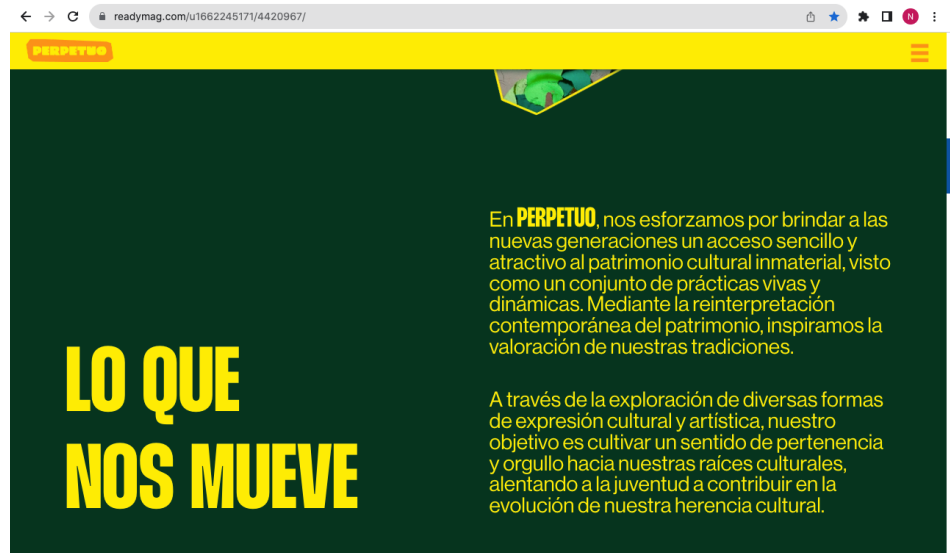 readymag.com/u1662245171/4420967/
N
PERPETUO
En PERPETUO, nos esforzamos por brindar a las
nuevas generaciones un acceso sencillo y
atractivo al patrimonio cultural inmaterial, visto
como un conjunto de prácticas vivas y
dinámicas. Mediante la reinterpretación
contemporánea del patrimonio, inspiramos la
valoración de nuestras tradiciones.
LO QUE
NOS MUEVE
A través de la exploración de diversas formas
de expresión cultural y artística, nuestro
objetivo es cultivar un sentido de pertenencia
y orgullo hacia nuestras raíces culturales,
alentando a la juventud a contribuir en la
evolución de nuestra herencia cultural.